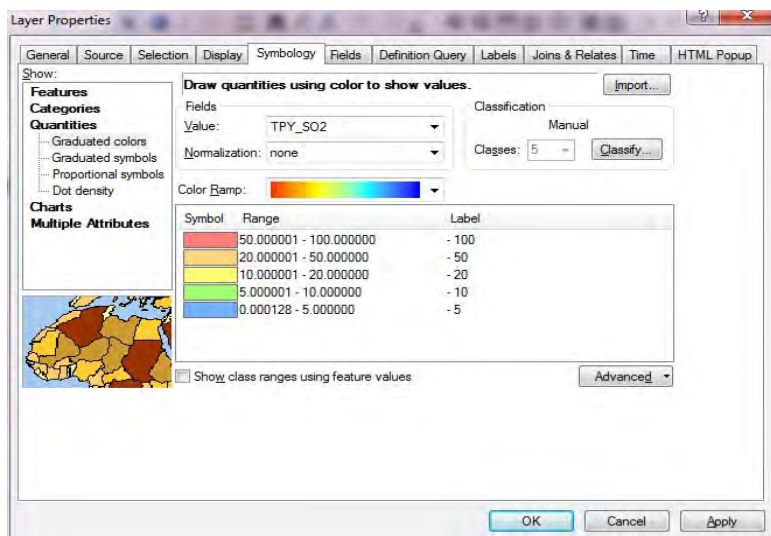 Layer Properties
General Source Selection Display Symbology Fields Definition Query Labels Joins & Relates Time HTML Popup
Show:
Features
Categories
Quantities
Graduated colors
Graduated symbols
Proportional symbols
Dot density
Charts
Multiple Attributes
Draw quantities using color to show values.
Import...
Fields
Value: TPY_SO2
Normalization: none
Classification
Manual
Classes: 5
Classify...
Color Ramp:
Symbol Range Label
50.000001 - 100.000000 - 100
20.000001 - 50.000000 - 50
10.000001 - 20.000000 - 20
5.000001 - 10.000000 - 10
0.000128 - 5.000000 - 5
Show class ranges using feature values
Advanced
OK Cancel Apply